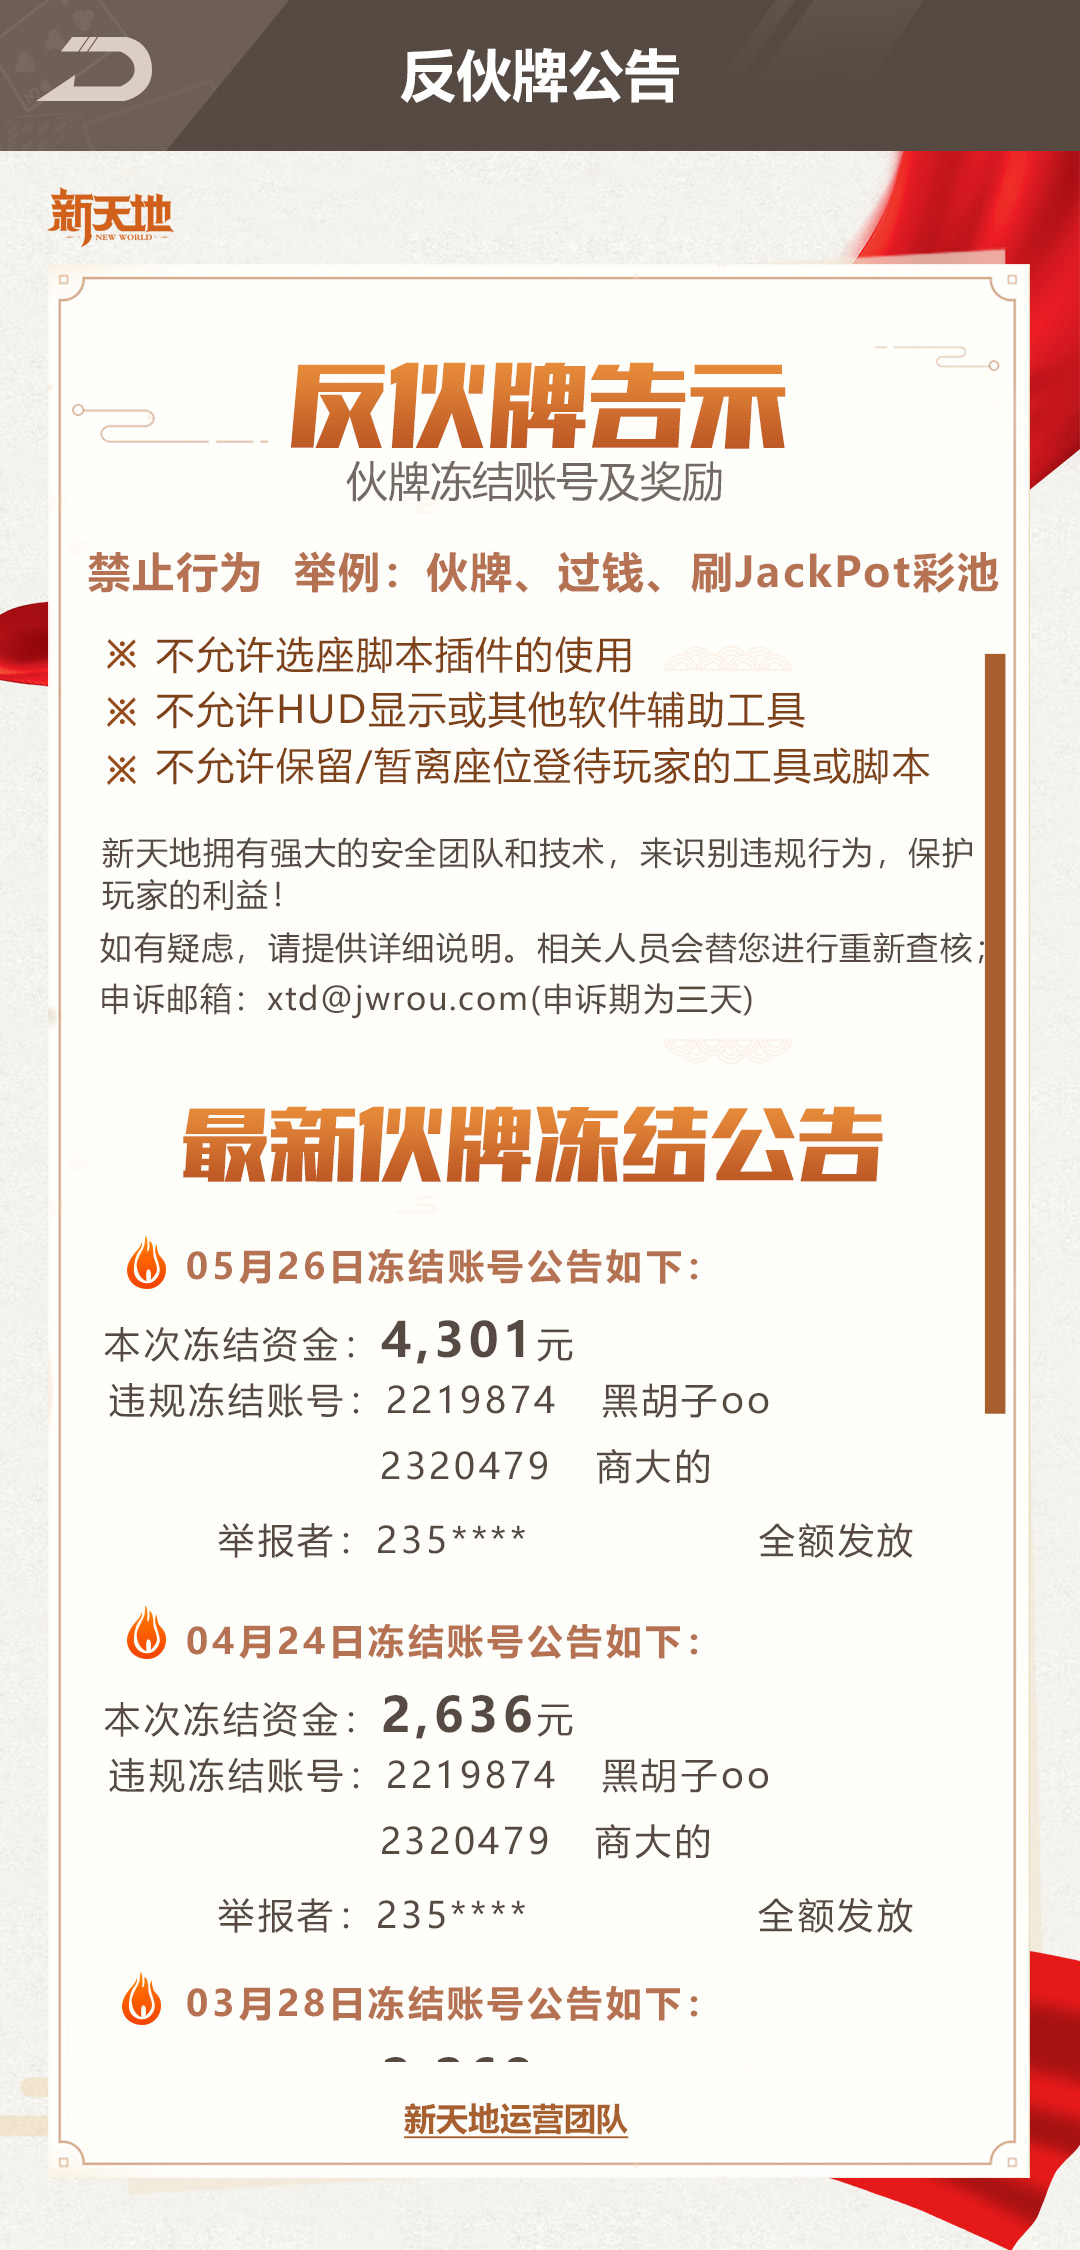 反伙牌公告
新天地
NEW WORLD
反伙牌告示
伙牌冻结账号及奖励
禁止行为 举例：伙牌、过钱、刷JackPot彩池
※ 不允许选座脚本插件的使用
※ 不允许HUD显示或其他软件辅助工具
※ 不允许保留/暂离座位登待玩家的工具或脚本
新天地拥有强大的安全团队和技术，来识别违规行为，保护
玩家的利益！
如有疑虑，请提供详细说明。相关人员会替您进行重新查核；
申诉邮箱：xtd@jwrou.com(申诉期为三天)
最新伙牌冻结公告
05月26日冻结账号公告如下：
本次冻结资金：4,301元
违规冻结账号：2219874 黑胡子oo
2320479 商大的
举报者：235**** 全额发放
04月24日冻结账号公告如下：
本次冻结资金：2,636元
违规冻结账号：2219874 黑胡子oo
2320479 商大的
举报者：235**** 全额发放
03月28日冻结账号公告如下：
新天地运营团队